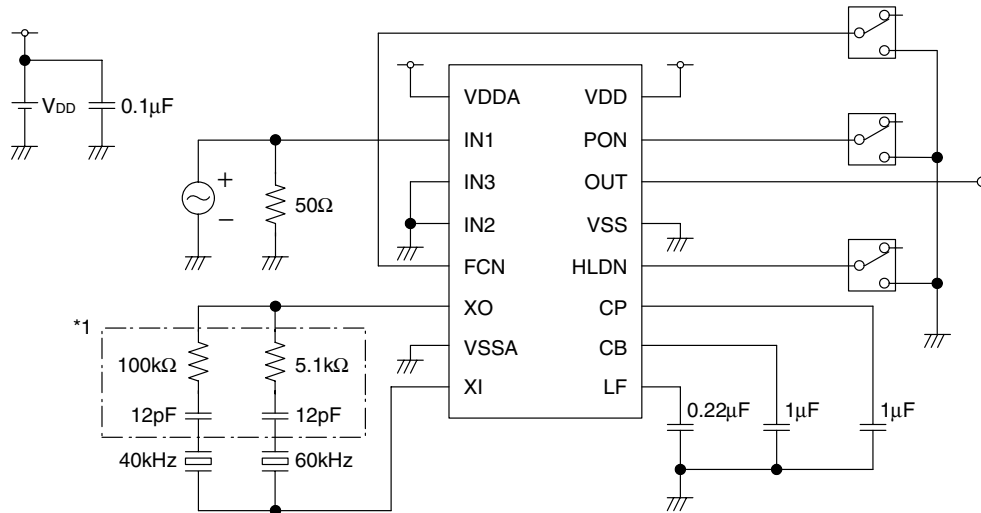 VDD
0.1μF
+
−
50Ω
VDDA
IN1
IN3
IN2
FCN
XO
VSSA
XI
VDD
PON
OUT
VSS
HLDN
CP
CB
LF
*1
100kΩ
5.1kΩ
12pF
12pF
40kHz
60kHz
0.22μF
1μF
1μF